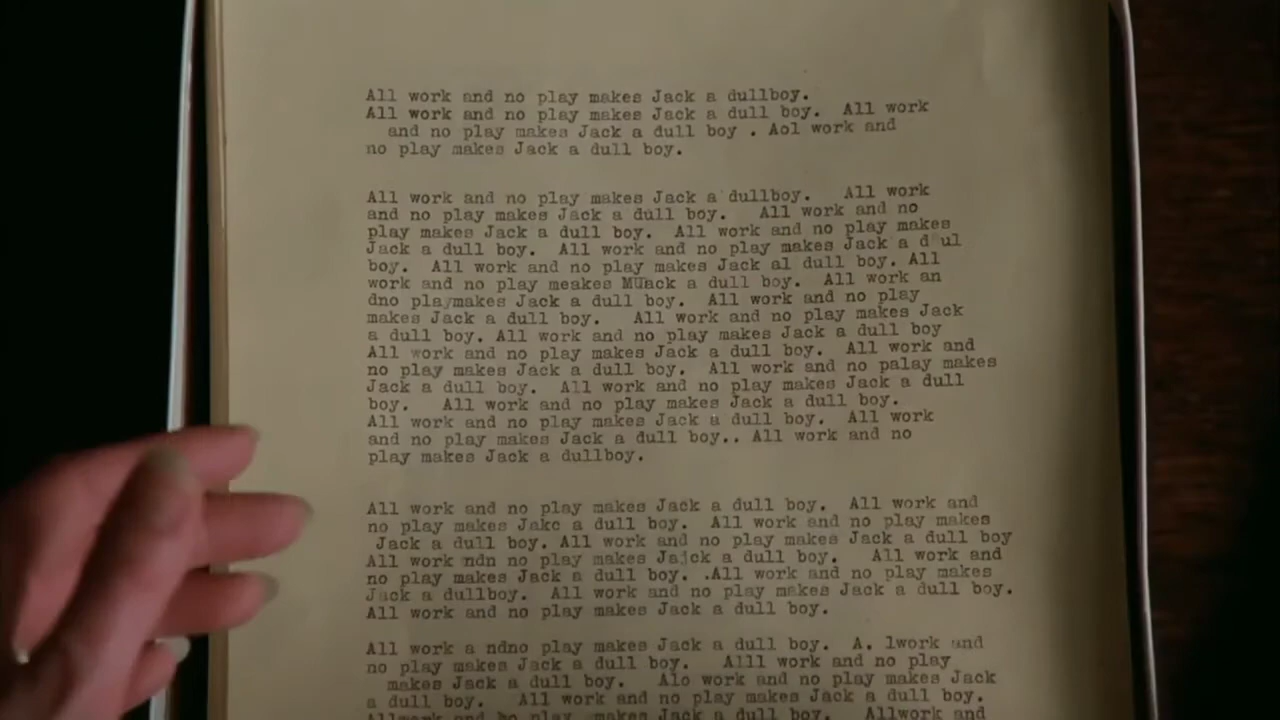 All work and no play makes Jack a dullboy.
All work and no play makes Jack a dull boy. All work
and no play makes Jack a dull boy . Aol work and
no play makes Jack a dull boy.
All work and no play makes Jack a dullboy. All work
and no play makes Jack a dull boy. All work and no
play makes Jack a dull boy. All work and no play makes
Jack a dull boy. All work and no play makes Jack a d ul
boy. All work and no play makes Jack al dull boy. All
work and no play meakes MUack a dull boy. All work an
dno pla/makes Jack a dull boy. All work and no play
makes Jack a dull boy. All work and no play makes Jack
a dull boy. All work and no play makes Jack a dull boy
All work and no play makes Jack a dull boy. All work and
no play makes Jack a dull boy. All work and no palay makes
Jack a dull boy. All work and no play makes Jack a dull
boy. All work and no play makes Jack a dull boy.
All work and no play makes Jack a dull boy. All work
and no play makes Jack a dull boy.. All work and no
play makes Jack a dullboy.
All work and no play makes Jack a dull boy. All work and
no play makes Jakc a dull boy. All work and no play makes
Jack a dull boy. All work and no play makes Jack a dull boy
All work ndn no play makes Jajck a dull boy. All work and
no play makes Jack a dull boy. .All work and no play makes
Jack a dullboy. All work and no play makes Jack a dull boy.
All work and no play makes Jack a dull boy.
All work a ndno play makes Jack a dull boy. A. lwork and
no play makes Jack a dull boy. Alll work and no play
makes Jack a dull boy. Alo work and no play makes Jack
a dull boy. All work and no play makes Jack a dull boy.
Allwork and no play makes Jack a dull boy. Allwork and